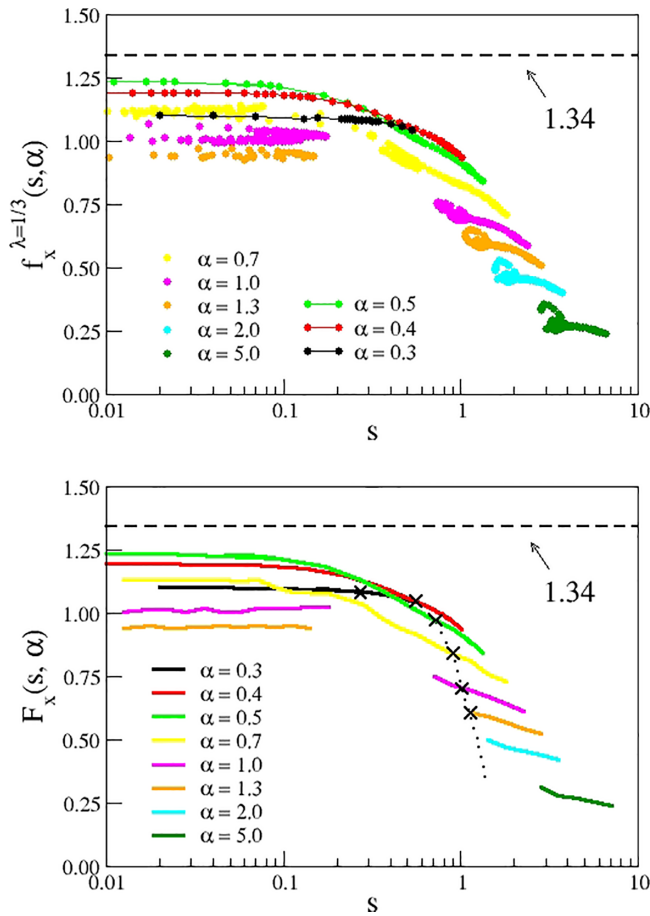 1.50
1.25
1.00
0.75
0.50
0.25
0.00
f_x^{λ=1/3}(s,α)
1.34
α = 0.7
α = 1.0
α = 1.3
α = 2.0
α = 5.0
α = 0.5
α = 0.4
α = 0.3
0.01 0.1 1 10
s
1.50
1.25
1.00
0.75
0.50
0.25
0.00
F_x(s, α)
1.34
α = 0.3
α = 0.4
α = 0.5
α = 0.7
α = 1.0
α = 1.3
α = 2.0
α = 5.0
0.01 0.1 1 10
s